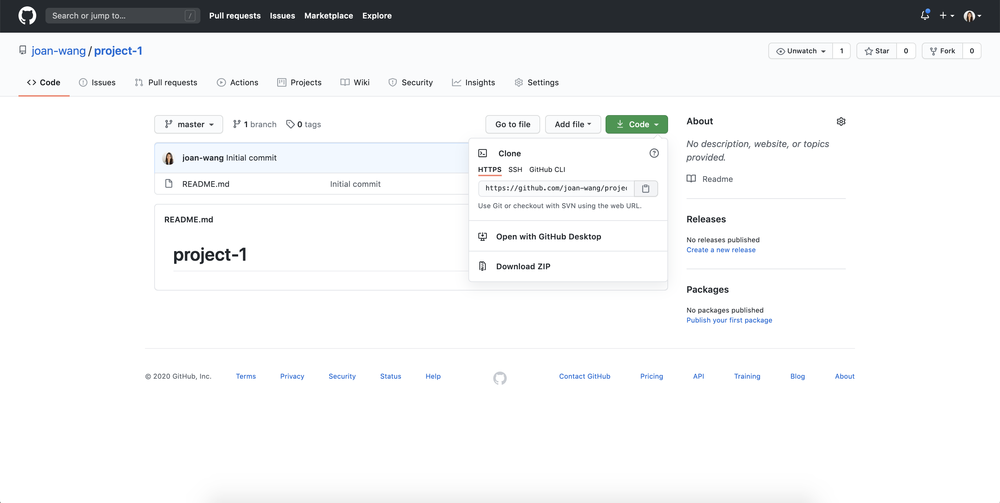 Search or jump to... /
Pull requests
Issues
Marketplace
Explore
joan-wang / project-1
Unwatch 1
Star 0
Fork 0
Code
Issues
Pull requests
Actions
Projects
Wiki
Security
Insights
Settings
master
1 branch
0 tags
Go to file
Add file
Code
joan-wang Initial commit
README.md Initial commit
README.md
project-1
Clone
HTTPS SSH GitHub CLI
https://github.com/joan-wang/projec
Use Git or checkout with SVN using the web URL.
Open with GitHub Desktop
Download ZIP
About
No description, website, or topics
provided.
Readme
Releases
No releases published
Create a new release
Packages
No packages published
Publish your first package
© 2020 GitHub, Inc.
Terms
Privacy
Security
Status
Help
Contact GitHub
Pricing
API
Training
Blog
About